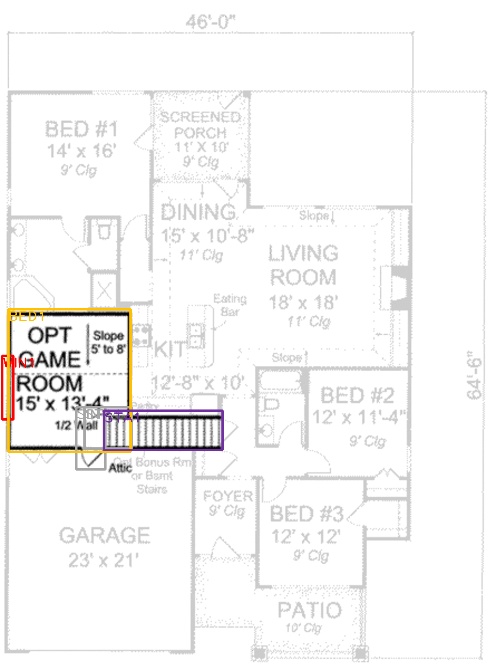 46'-0"
BED #1
14' x 16'
9' Clg
SCREENED
PORCH
11' X 10'
9' Clg
DINING
15' x 10'-8"
11' Clg
Slope
LIVING
ROOM
18' x 18'
11' Clg
Eating
Bar
Slope
KIT
12'-8" x 10'
64'-6"
BED1
OPT
GAME
ROOM
15' x 13'-4"
Slope
5' to 8'
1/2 Wall
Attic
Opt Bonus Rm
or Bsmt
Stairs
BED #2
12' x 11'-4"
9' Clg
FOYER
9' Clg
BED #3
12' x 12'
9' Clg
GARAGE
23' x 21'
PATIO
10' Clg